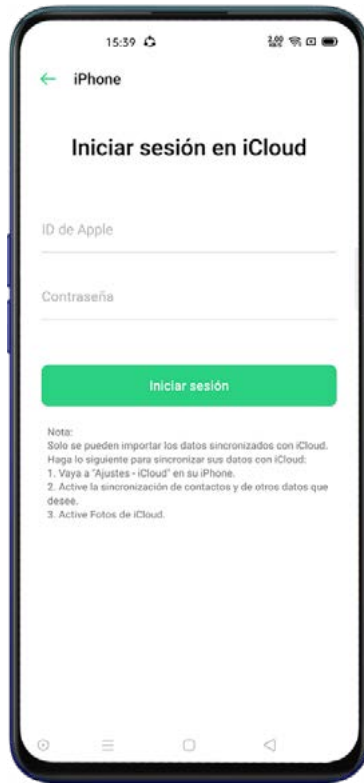 15:39
iPhone
Iniciar sesión en iCloud
ID de Apple
Contraseña
Iniciar sesión
Nota:
Solo se pueden importar los datos sincronizados con iCloud.
Haga lo siguiente para sincronizar sus datos con iCloud:
1. Vaya a "Ajustes - iCloud" en su iPhone.
2. Active la sincronización de contactos y de otros datos que
desee.
3. Active Fotos de iCloud.